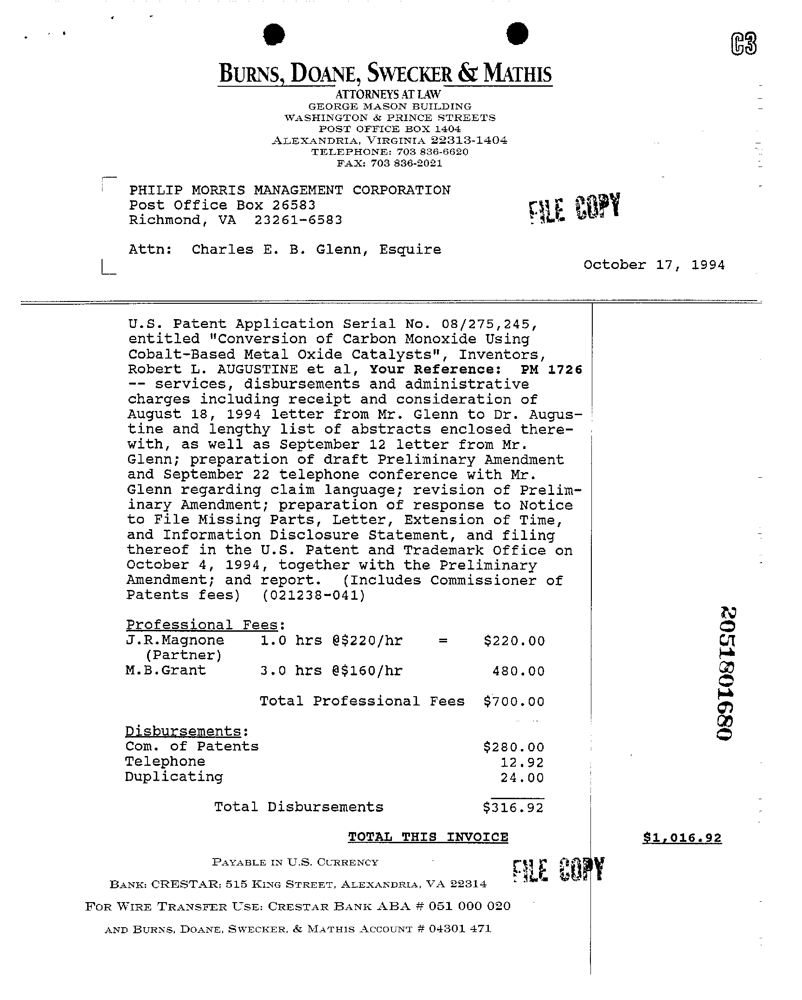 C3
BURNS, DOANE, SWECKER & MATHIS
ATTORNEYS AT LAW
GEORGE MASON BUILDING
WASHINGTON & PRINCE STREETS
POST OFFICE BOX 1404
ALEXANDRIA, VIRGINIA 22313-1404
TELEPHONE: 703 836-6620
FAX: 703 836-2021
PHILIP MORRIS MANAGEMENT CORPORATION
Post Office Box 26583
Richmond, VA 23261-6583
FILE COPY
Attn: Charles E. B. Glenn, Esquire
October 17, 1994
U.S. Patent Application Serial No. 08/275,245,
entitled "Conversion of Carbon Monoxide Using
Cobalt-Based Metal Oxide Catalysts", Inventors,
Robert L. AUGUSTINE et al, Your Reference: PM 1726
-- services, disbursements and administrative
charges including receipt and consideration of
August 18, 1994 letter from Mr. Glenn to Dr. Augus-
tine and lengthy list of abstracts enclosed there-
with, as well as September 12 letter from Mr.
Glenn; preparation of draft Preliminary Amendment
and September 22 telephone conference with Mr.
Glenn regarding claim language; revision of Prelim-
inary Amendment; preparation of response to Notice
to File Missing Parts, Letter, Extension of Time,
and Information Disclosure Statement, and filing
thereof in the U.S. Patent and Trademark Office on
October 4, 1994, together with the Preliminary
Amendment; and report. (Includes Commissioner of
Patents fees) (021238-041)
Professional Fees:
J.R.Magnone 1.0 hrs @$220/hr = $220.00
(Partner)
M.B.Grant 3.0 hrs @$160/hr 480.00
Total Professional Fees $700.00
Disbursements:
Com. of Patents $280.00
Telephone 12.92
Duplicating 24.00
Total Disbursements $316.92
TOTAL THIS INVOICE $1,016.92
PAYABLE IN U.S. CURRENCY
FILE COPY
BANK: CRESTAR; 515 KING STREET, ALEXANDRIA, VA 22314
FOR WIRE TRANSFER USE: CRESTAR BANK ABA # 051 000 020
AND BURNS, DOANE, SWECKER, & MATHIS ACCOUNT # 04301 471
2051801680